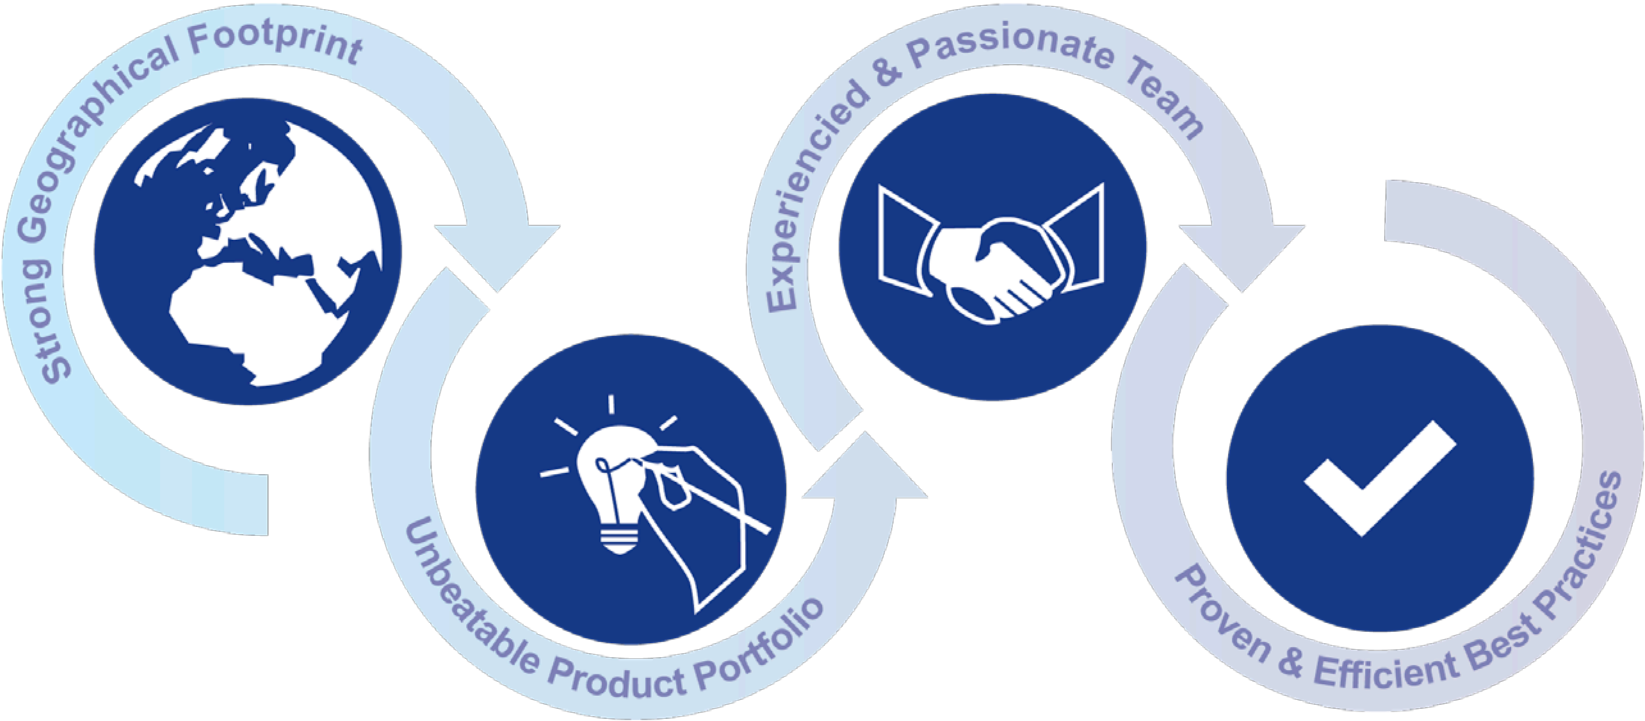 Strong Geographical Footprint
Unbeatable Product Portfolio
Experiencied & Passionate Team
Proven & Efficient Best Practices